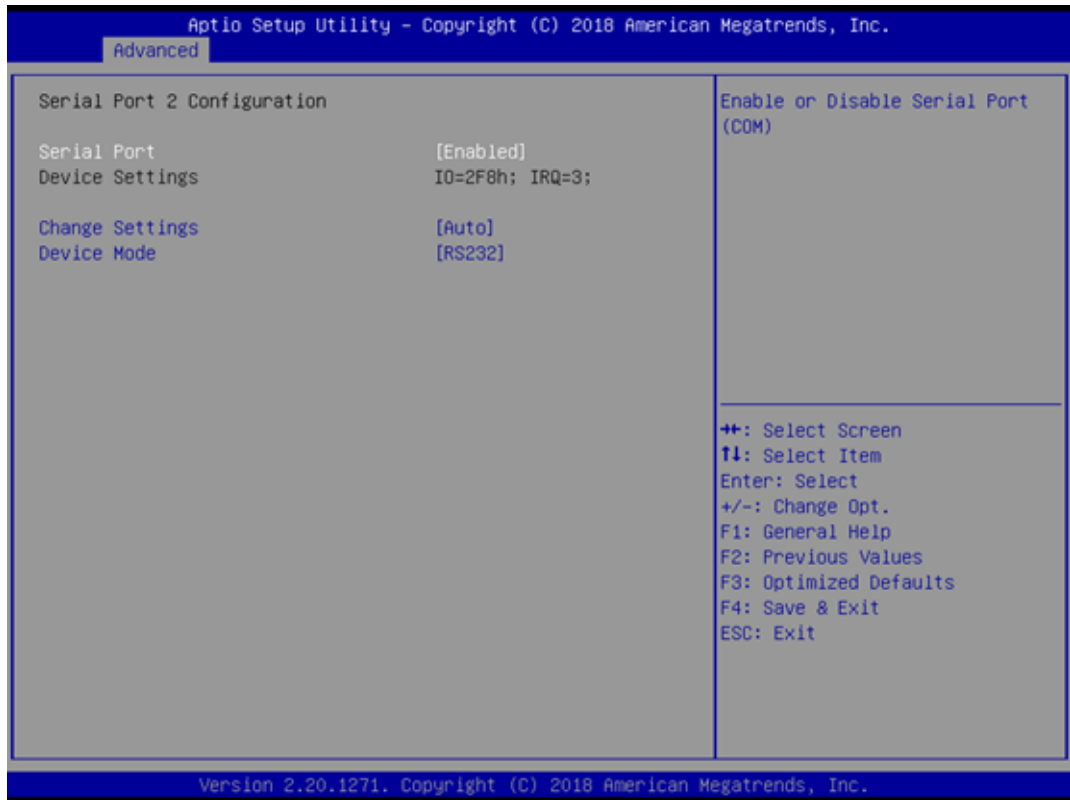 Aptio Setup Utility – Copyright (C) 2018 American Megatrends, Inc.
Advanced
Serial Port 2 Configuration
Serial Port [Enabled]
Device Settings IO=2F8h; IRQ=3;
Change Settings [Auto]
Device Mode [RS232]
Enable or Disable Serial Port
(COM)
→←: Select Screen
↑↓: Select Item
Enter: Select
+/-: Change Opt.
F1: General Help
F2: Previous Values
F3: Optimized Defaults
F4: Save & Exit
ESC: Exit
Version 2.20.1271. Copyright (C) 2018 American Megatrends, Inc.